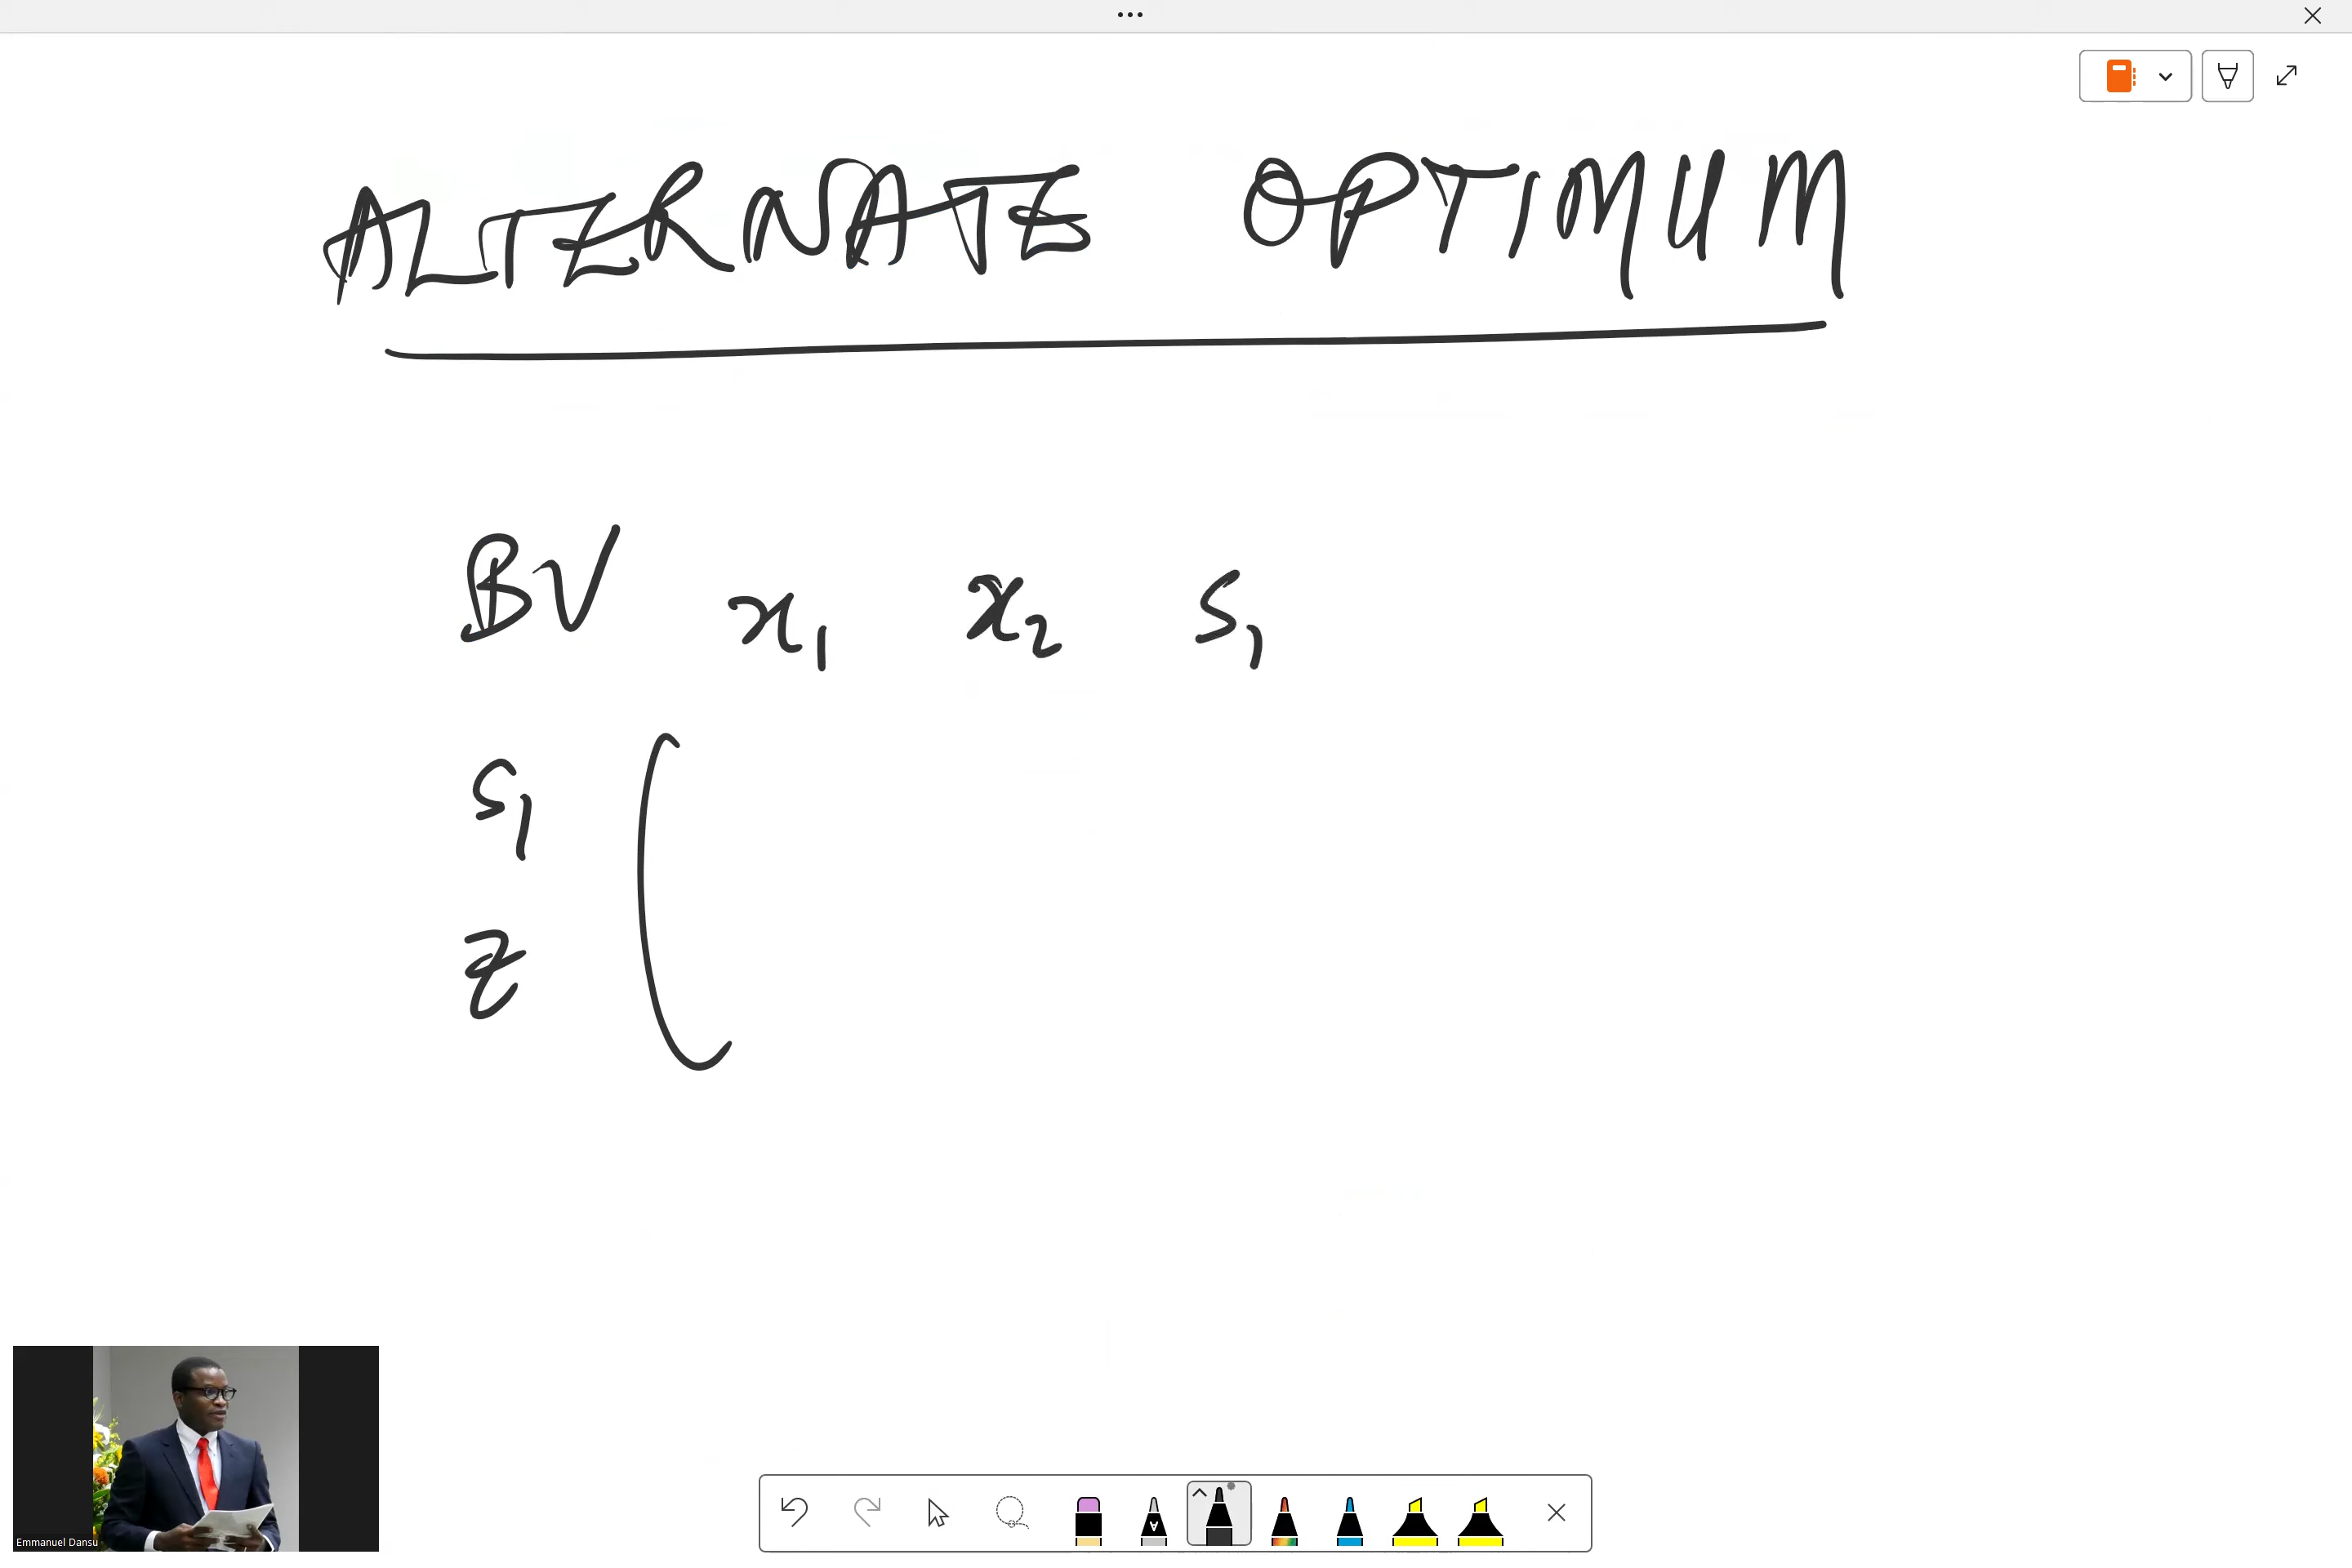 ALTERNATE OPTIMUM
BV x₁ x₂ s₁
s₁ (
z
Emmanuel Dansu